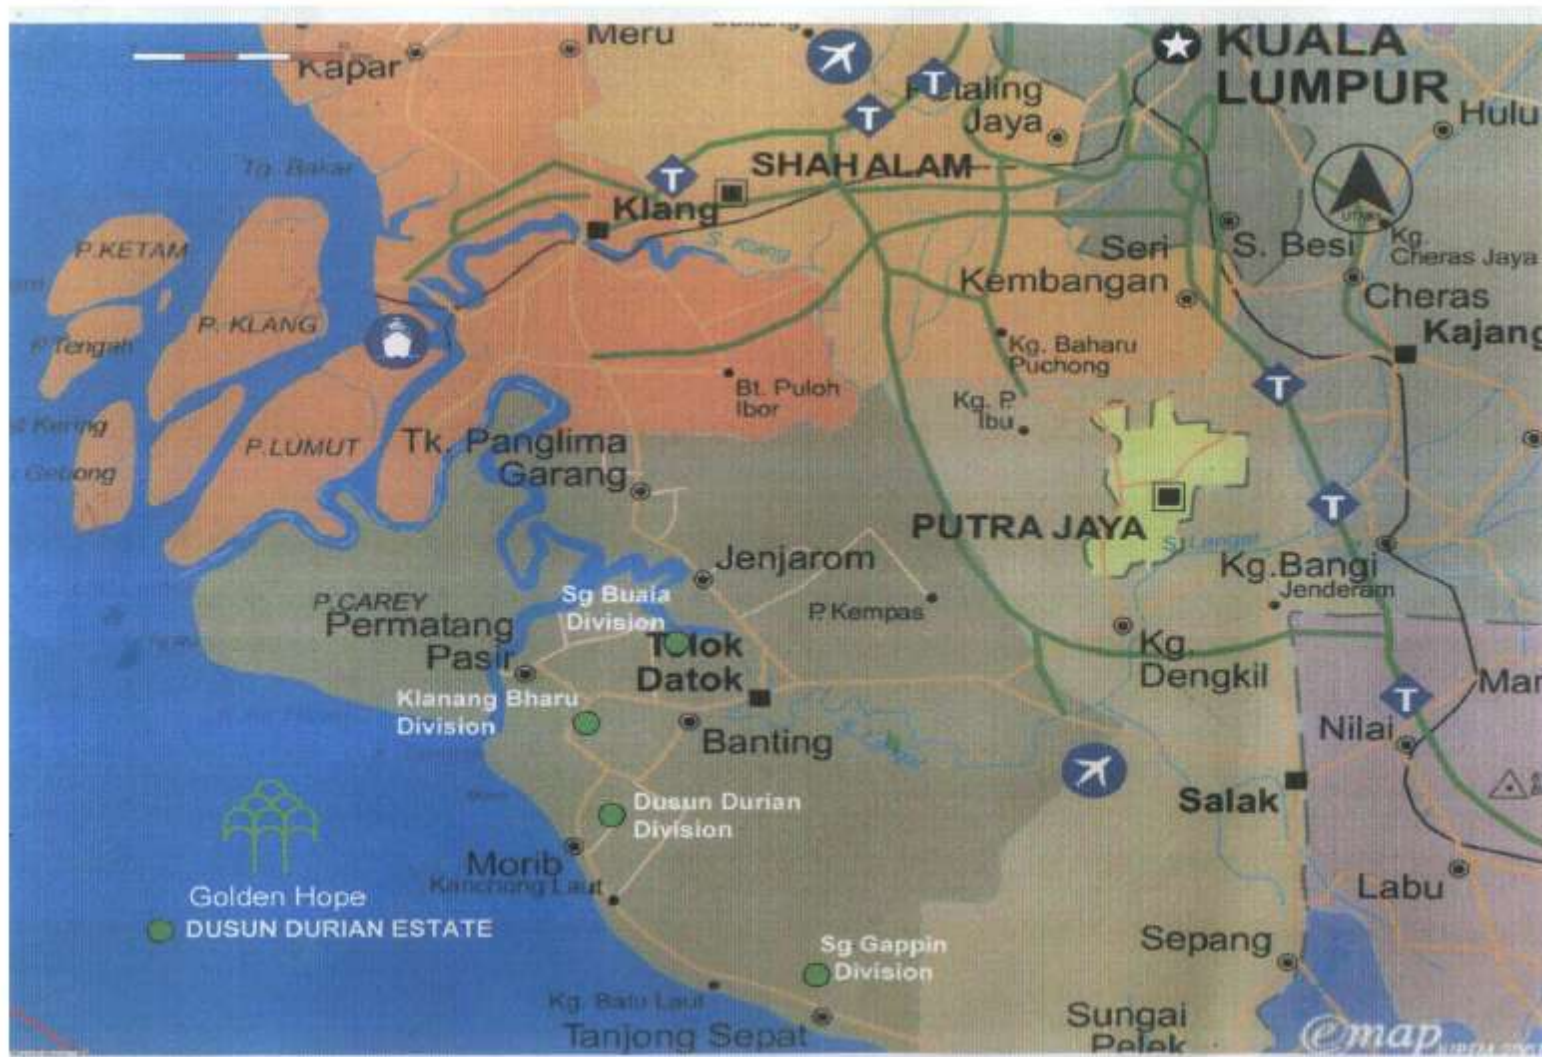 Meru
KUALA
LUMPUR
Kapar
Petaling
Jaya
Hulu
Tg. Bakar
T
T
T
SHAH ALAM
Klang
S. Klang
P.KETAM
Seri
Kembangan
S. Besi
Kg.
Cheras Jaya
Cheras
P. KLANG
P.Tengah
Kajang
Kg. Baharu
Puchong
Bt. Puloh
Ibor
T
Kg. P.
Ibu
Kering
P.LUMUT
Tk. Panglima
Garang
Gebong
T
PUTRA JAYA
S. Langat
Jenjarom
Kg.Bangi
Jenderam
P.CAREY
Sg Buaia
Division
P. Kempas
Permatang
Pasir
Telok
Datok
Kg.
Dengkil
Klanang Bharu
Division
T
Mar
Banting
Nilai
Dusun Durian
Division
Salak
Morib
Kanchong Laut
Labu
Golden Hope
DUSUN DURIAN ESTATE
Sg Gappin
Division
Sepang
Kg. Batu Laut
Tanjong Sepat
Sungai
Pelek
emap